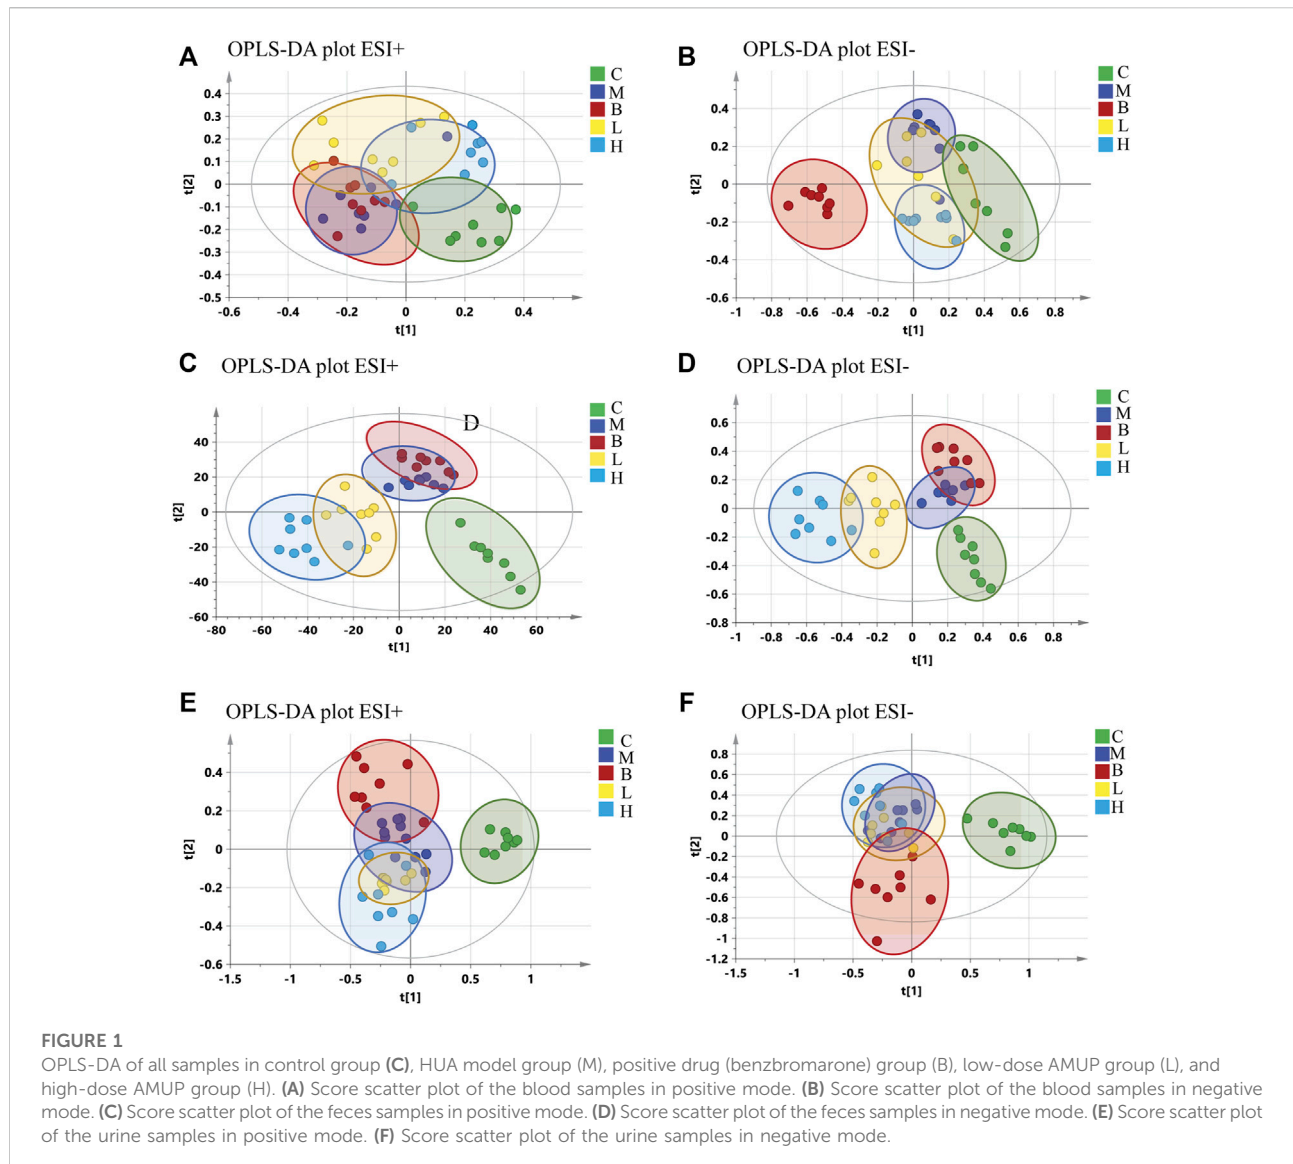 A OPLS-DA plot ESI+
C
M
B
L
H
0.4
0.3
0.2
0.1
0
-0.1
-0.2
-0.3
-0.4
-0.5
t[2]
-0.6 -0.4 -0.2 0 0.2 0.4
t[1]
B OPLS-DA plot ESI-
C
M
B
L
H
0.4
0.2
0
-0.2
-0.4
-0.6
t[2]
-1 -0.8 -0.6 -0.4 -0.2 0 0.2 0.4 0.6 0.8
t[1]
C OPLS-DA plot ESI+
D
C
M
B
L
H
40
20
0
-20
-40
-60
t[2]
-80 -60 -40 -20 0 20 40 60
t[1]
D OPLS-DA plot ESI-
C
M
B
L
H
0.6
0.4
0.2
0
-0.2
-0.4
-0.6
-0.8
t[2]
-1 -0.8 -0.6 -0.4 -0.2 0 0.2 0.4 0.6 0.8
t[1]
E OPLS-DA plot ESI+
C
M
B
L
H
0.4
0.2
0
-0.2
-0.4
-0.6
t[2]
-1.5 -1 -0.5 0 0.5 1
t[1]
F OPLS-DA plot ESI-
C
M
B
L
H
0.8
0.6
0.4
0.2
0
-0.2
-0.4
-0.6
-0.8
-1
-1.2
t[2]
-1.5 -1 -0.5 0 0.5 1
t[1]
FIGURE 1
OPLS-DA of all samples in control group (C), HUA model group (M), positive drug (benzbromarone) group (B), low-dose AMUP group (L), and
high-dose AMUP group (H). (A) Score scatter plot of the blood samples in positive mode. (B) Score scatter plot of the blood samples in negative
mode. (C) Score scatter plot of the feces samples in positive mode. (D) Score scatter plot of the feces samples in negative mode. (E) Score scatter plot
of the urine samples in positive mode. (F) Score scatter plot of the urine samples in negative mode.